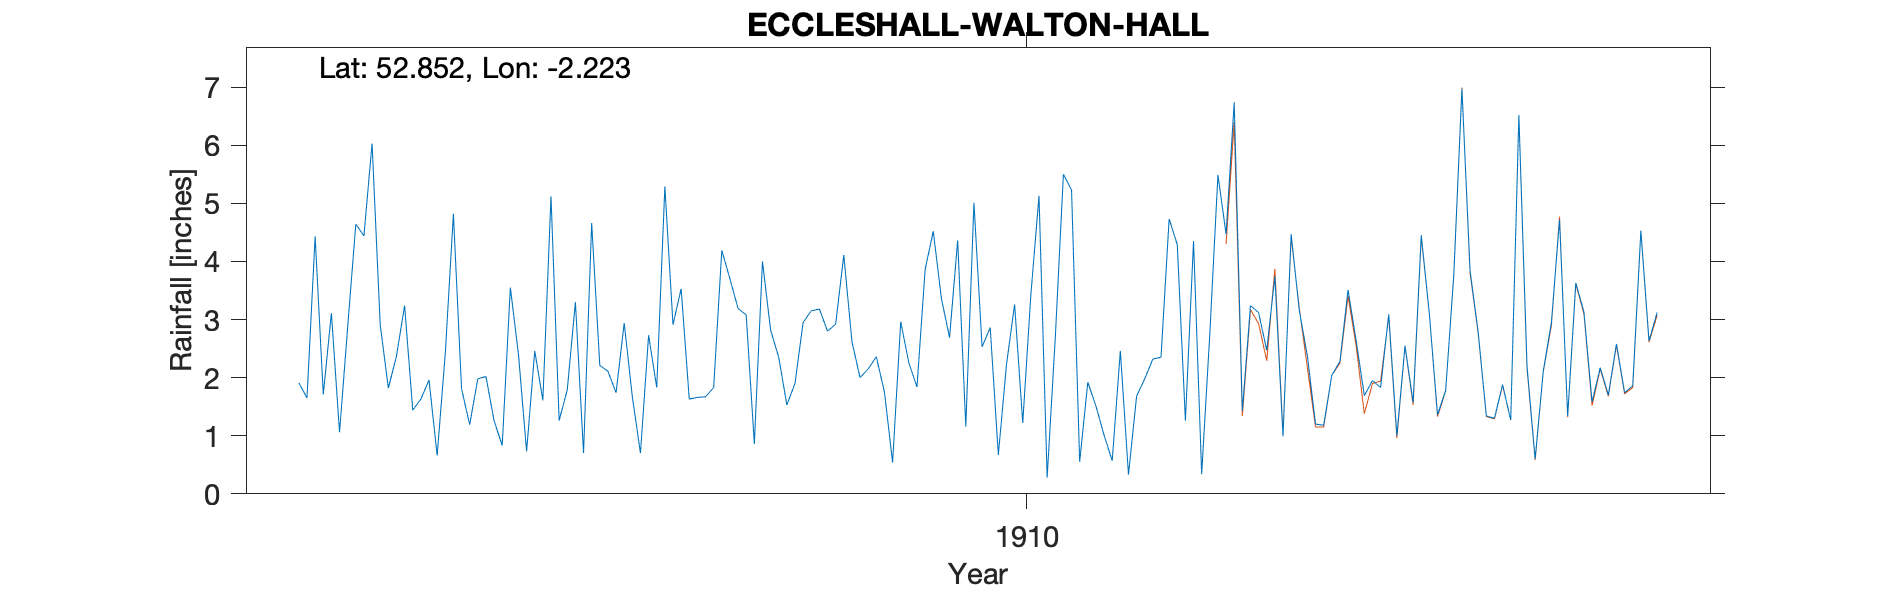 ECCLESHALL-WALTON-HALL
Lat: 52.852, Lon: -2.223
7
6
5
4
3
2
1
0
Rainfall [inches]
1910
Year